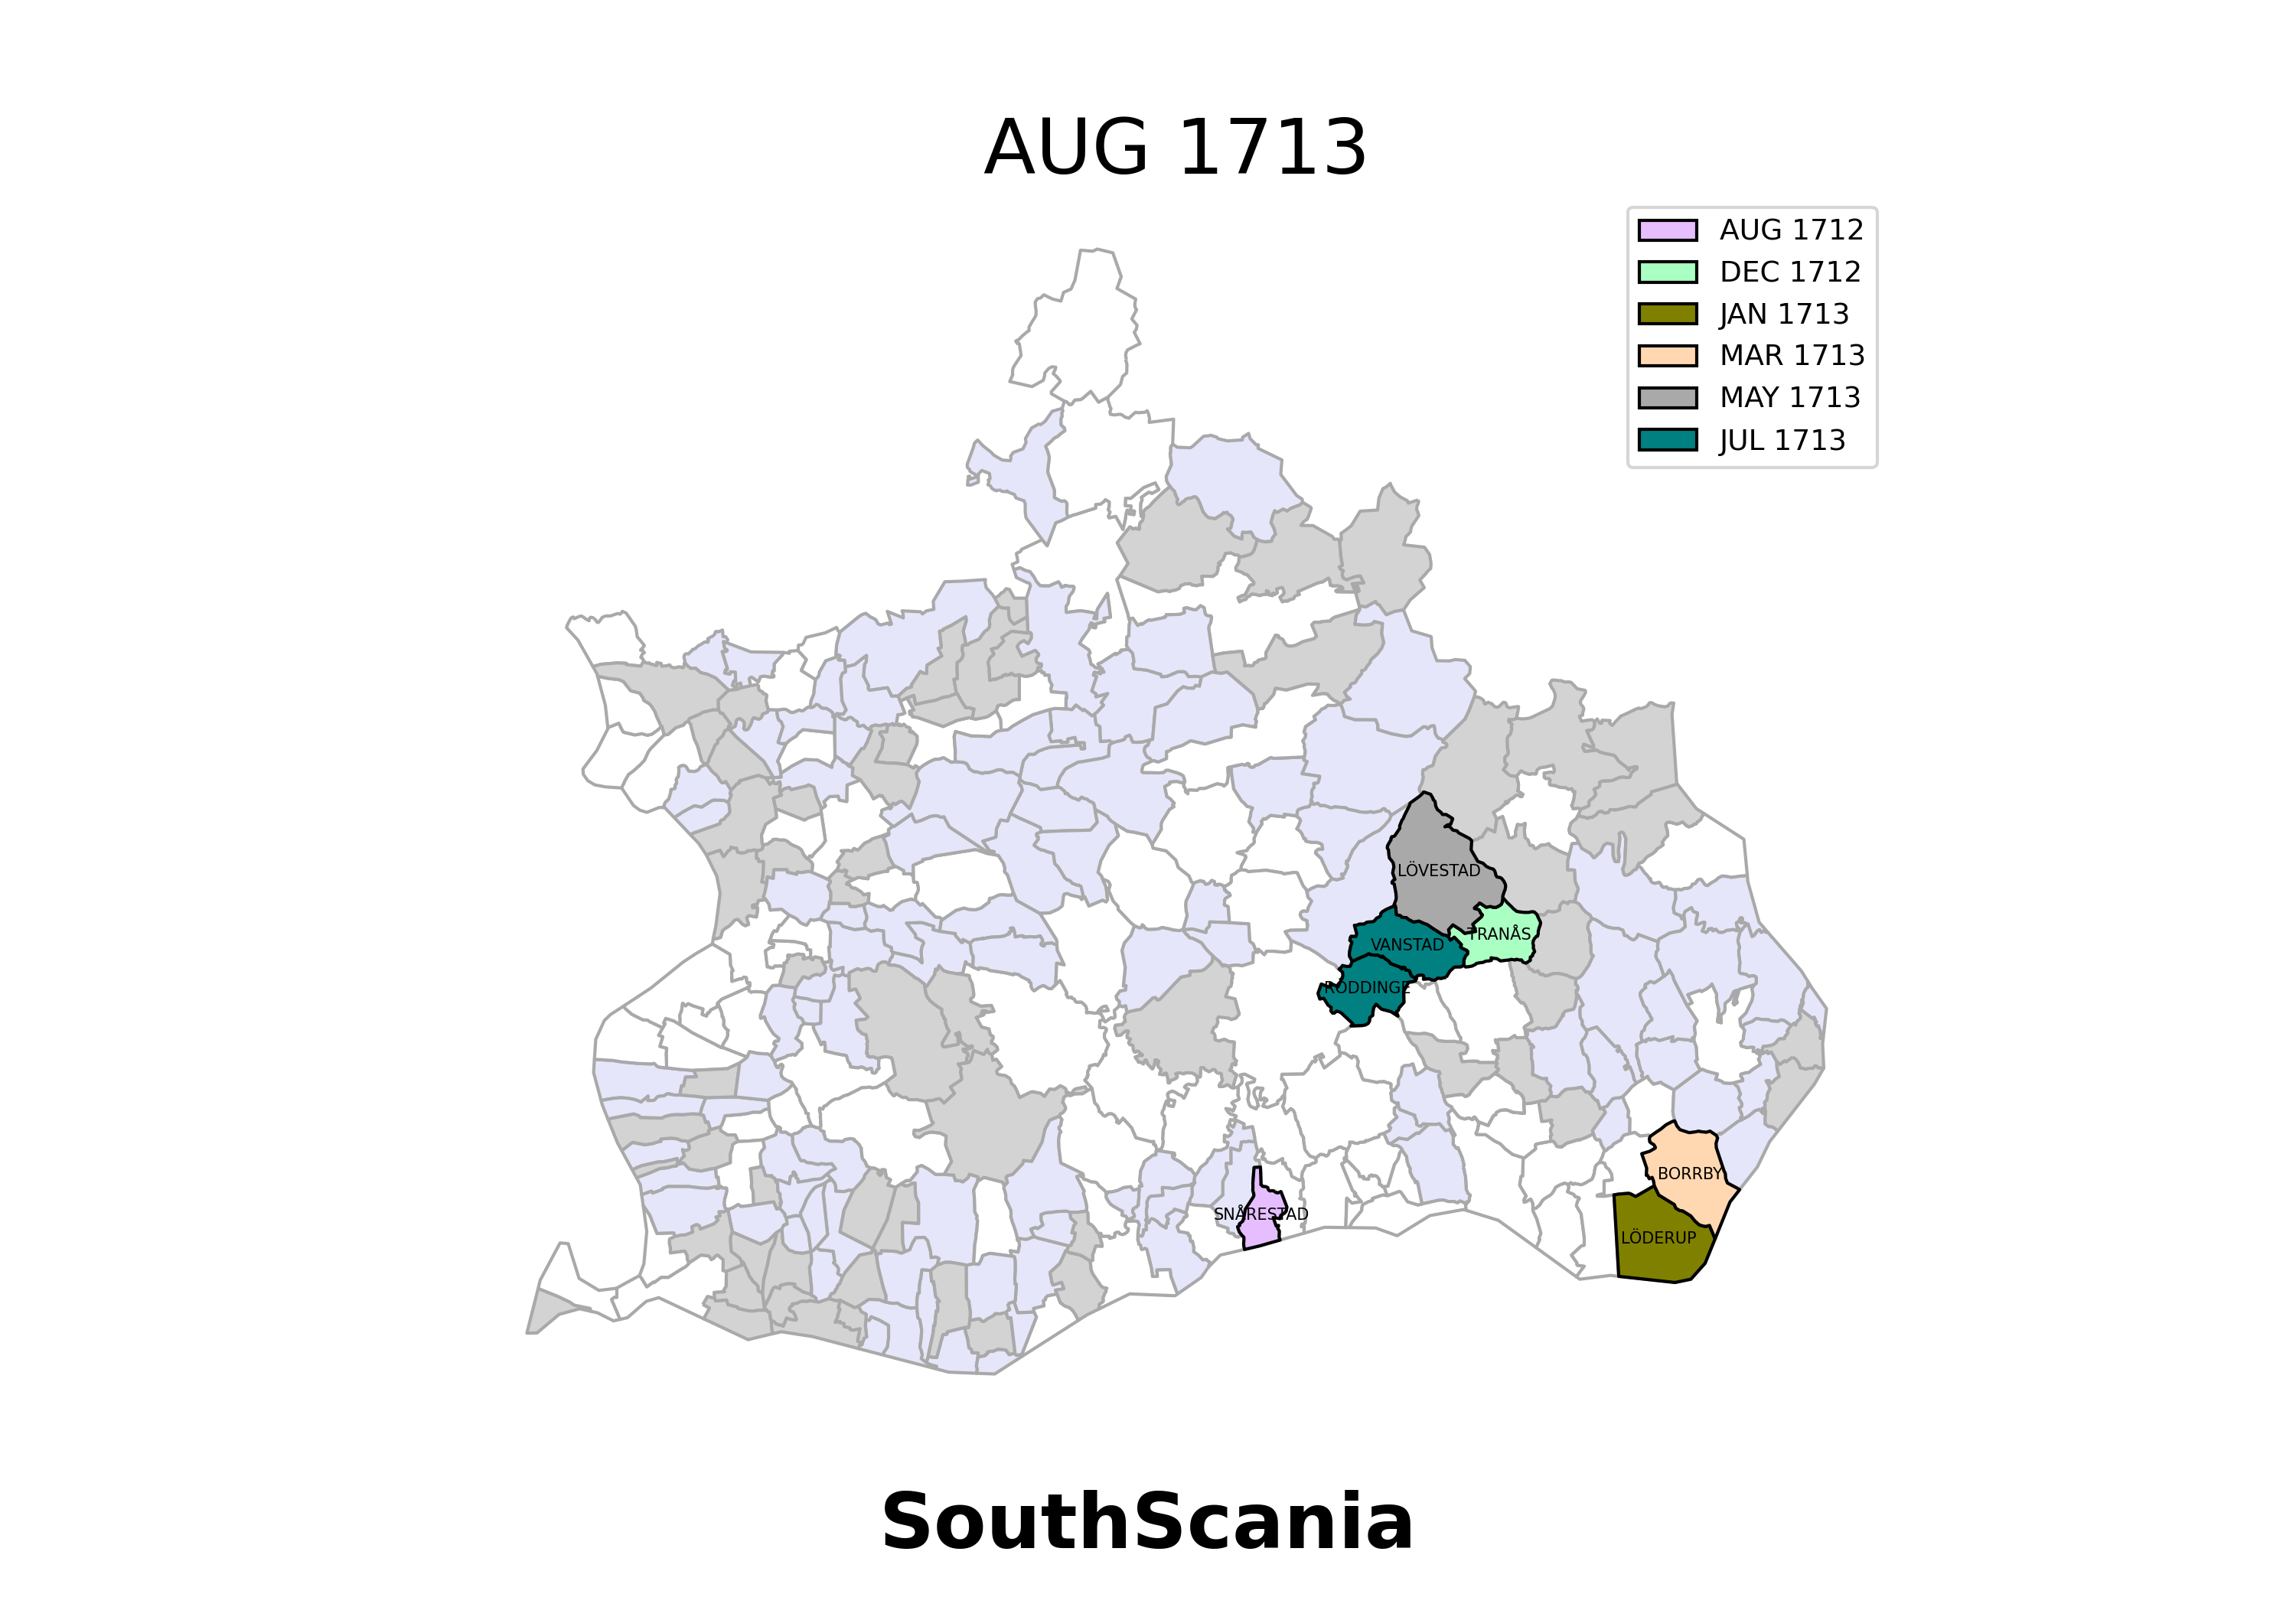 AUG 1713
AUG 1712
DEC 1712
JAN 1713
MAR 1713
MAY 1713
JUL 1713
LÖVESTAD
TRANÅS
VANSTAD
RÖDDINGE
BORRBY
SNÅRESTAD
LÖDERUP
SouthScania